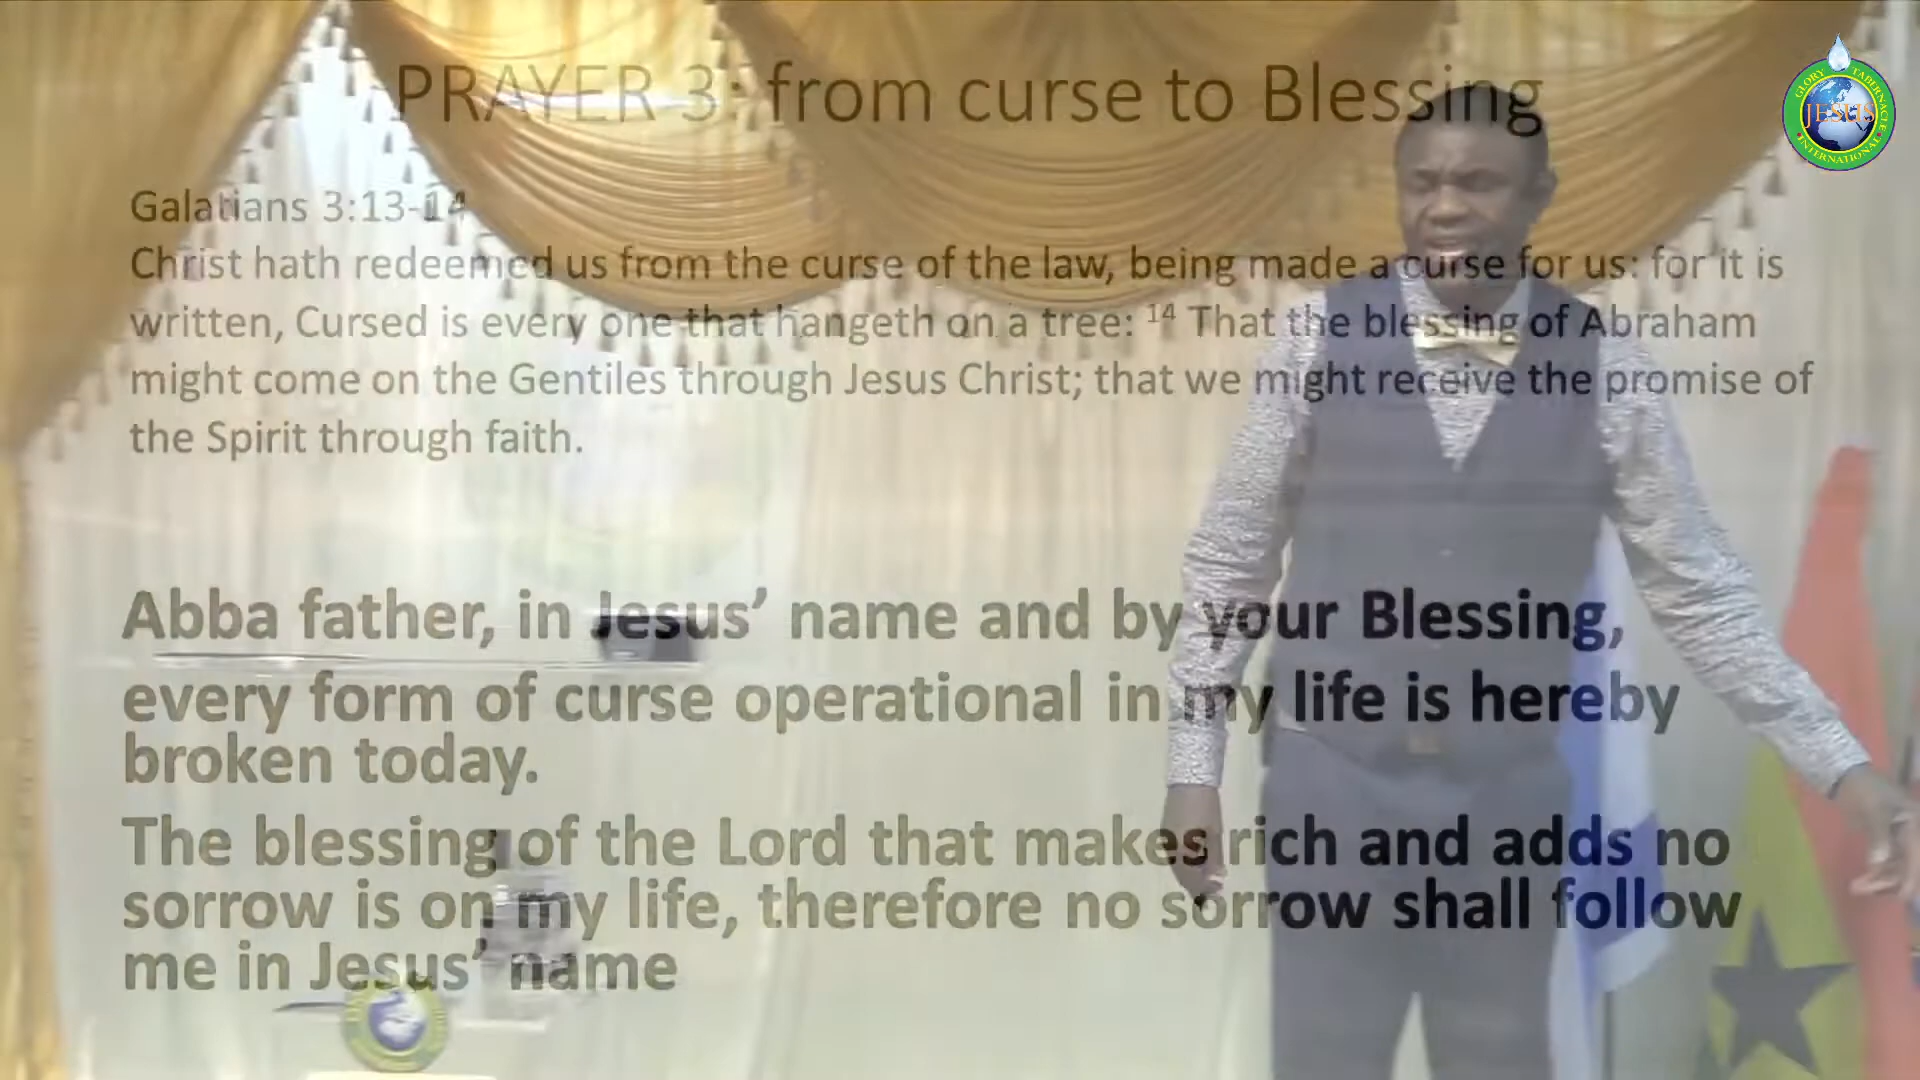 PRAYER 3: from curse to Blessing
GLORY TABERNACLE
JESUS
INTERNATIONAL
Galatians 3:13-14
Christ hath redeemed us from the curse of the law, being made a curse for us: for it is
written, Cursed is every one that hangeth on a tree: ¹⁴ That the blessing of Abraham
might come on the Gentiles through Jesus Christ; that we might receive the promise of
the Spirit through faith.
Abba father, in Jesus’ name and by your Blessing,
every form of curse operational in my life is hereby
broken today.
The blessing of the Lord that makes rich and adds no
sorrow is on my life, therefore no sorrow shall follow
me in Jesus’ name